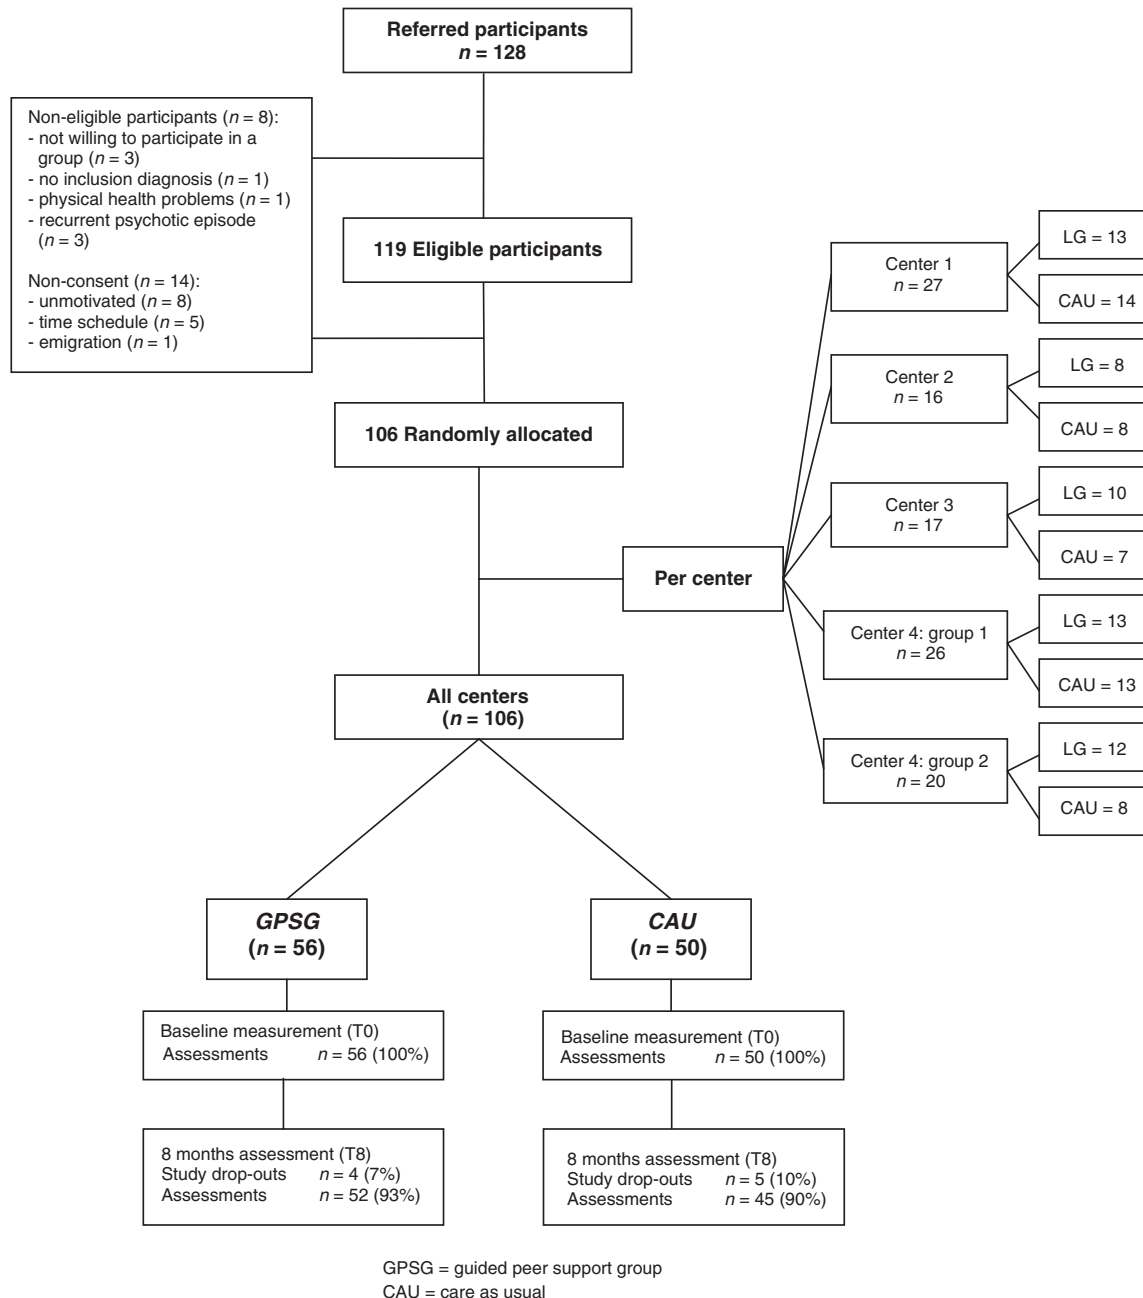 Referred participants
n = 128
Non-eligible participants (n = 8):
- not willing to participate in a
group (n = 3)
- no inclusion diagnosis (n = 1)
- physical health problems (n = 1)
- recurrent psychotic episode
(n = 3)
Non-consent (n = 14):
- unmotivated (n = 8)
- time schedule (n = 5)
- emigration (n = 1)
119 Eligible participants
106 Randomly allocated
Per center
Center 1
n = 27
LG = 13
CAU = 14
Center 2
n = 16
LG = 8
CAU = 8
Center 3
n = 17
LG = 10
CAU = 7
Center 4: group 1
n = 26
LG = 13
CAU = 13
Center 4: group 2
n = 20
LG = 12
CAU = 8
All centers
(n = 106)
GPSG
(n = 56)
Baseline measurement (T0)
Assessments n = 56 (100%)
8 months assessment (T8)
Study drop-outs n = 4 (7%)
Assessments n = 52 (93%)
CAU
(n = 50)
Baseline measurement (T0)
Assessments n = 50 (100%)
8 months assessment (T8)
Study drop-outs n = 5 (10%)
Assessments n = 45 (90%)
GPSG = guided peer support group
CAU = care as usual